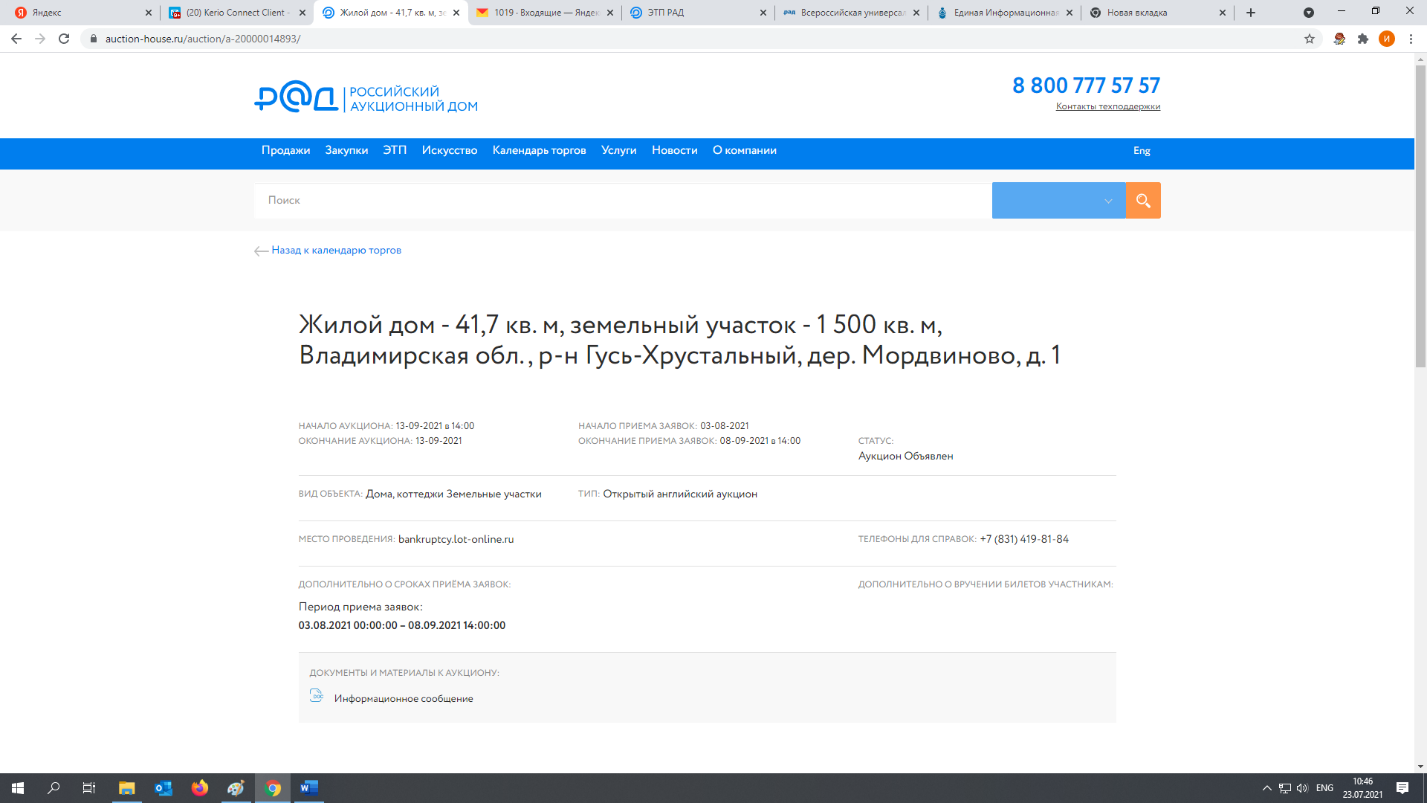 Яндекс
(20) Kerio Connect Client -
Жилой дом - 41,7 кв. м, з
1019 · Входящие — Яндек
ЭТП РАД
Всероссийская универсал
Единая Информационная
Новая вкладка
auction-house.ru/auction/a-20000014893/
И
РАД РОССИЙСКИЙ
АУКЦИОННЫЙ ДОМ
8 800 777 57 57
Контакты техподдержки
Продажи Закупки ЭТП Искусство Календарь торгов Услуги Новости О компании Eng
Поиск
Назад к календарю торгов
Жилой дом - 41,7 кв. м, земельный участок - 1 500 кв. м,
Владимирская обл., р-н Гусь-Хрустальный, дер. Мордвиново, д. 1
НАЧАЛО АУКЦИОНА: 13-09-2021 в 14:00
ОКОНЧАНИЕ АУКЦИОНА: 13-09-2021
НАЧАЛО ПРИЕМА ЗАЯВОК: 03-08-2021
ОКОНЧАНИЕ ПРИЕМА ЗАЯВОК: 08-09-2021 в 14:00
СТАТУС:
Аукцион Объявлен
ВИД ОБЪЕКТА: Дома, коттеджи Земельные участки
ТИП: Открытый английский аукцион
МЕСТО ПРОВЕДЕНИЯ: bankruptcy.lot-online.ru
ТЕЛЕФОНЫ ДЛЯ СПРАВОК: +7 (831) 419-81-84
ДОПОЛНИТЕЛЬНО О СРОКАХ ПРИЁМА ЗАЯВОК:
Период приема заявок:
03.08.2021 00:00:00 – 08.09.2021 14:00:00
ДОПОЛНИТЕЛЬНО О ВРУЧЕНИИ БИЛЕТОВ УЧАСТНИКАМ:
ДОКУМЕНТЫ И МАТЕРИАЛЫ К АУКЦИОНУ:
Информационное сообщение
ENG
10:46
23.07.2021